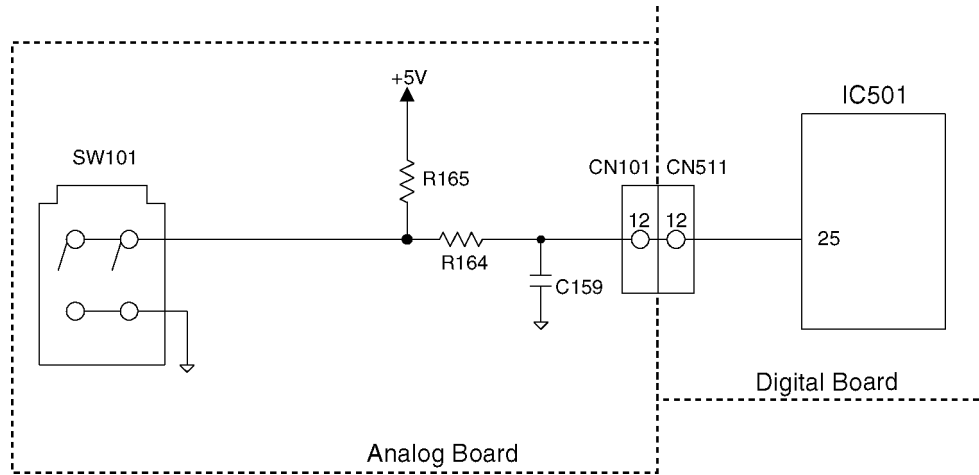 +5V
IC501
SW101
R165
CN101 CN511
12 12
25
R164
C159
Digital Board
Analog Board